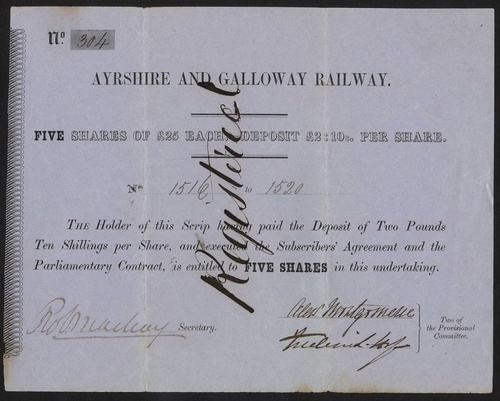 No. 304
AYRSHIRE AND GALLOWAY RAILWAY.
FIVE SHARES OF £25 EACH. DEPOSIT £2:10s. PER SHARE.
No. 1516 to 1520
THE Holder of this Scrip having paid the Deposit of Two Pounds
Ten Shillings per Share, and executed the Subscribers' Agreement and the
Parliamentary Contract, is entitled to FIVE SHARES in this undertaking.
Registered
Secretary.
Alexr Montgomerie
Two of
the Provisional
Committee.